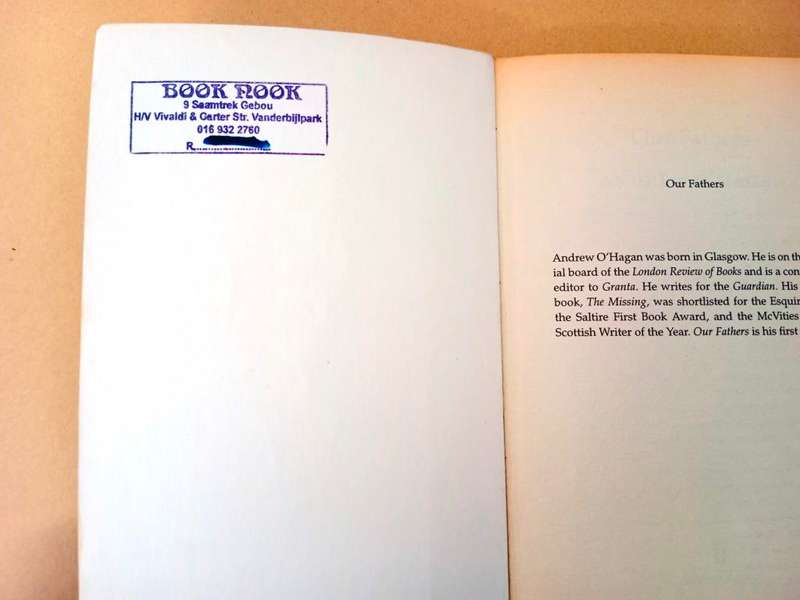 BOOK NOOK
9 Saamtrek Gebou
H/V Vivaldi & Carter Str. Vanderbijlpark
016 932 2760
R
Our Fathers
Andrew O'Hagan was born in Glasgow. He is on th
ial board of the London Review of Books and is a con
editor to Granta. He writes for the Guardian. His
book, The Missing, was shortlisted for the Esquir
the Saltire First Book Award, and the McVities
Scottish Writer of the Year. Our Fathers is his first